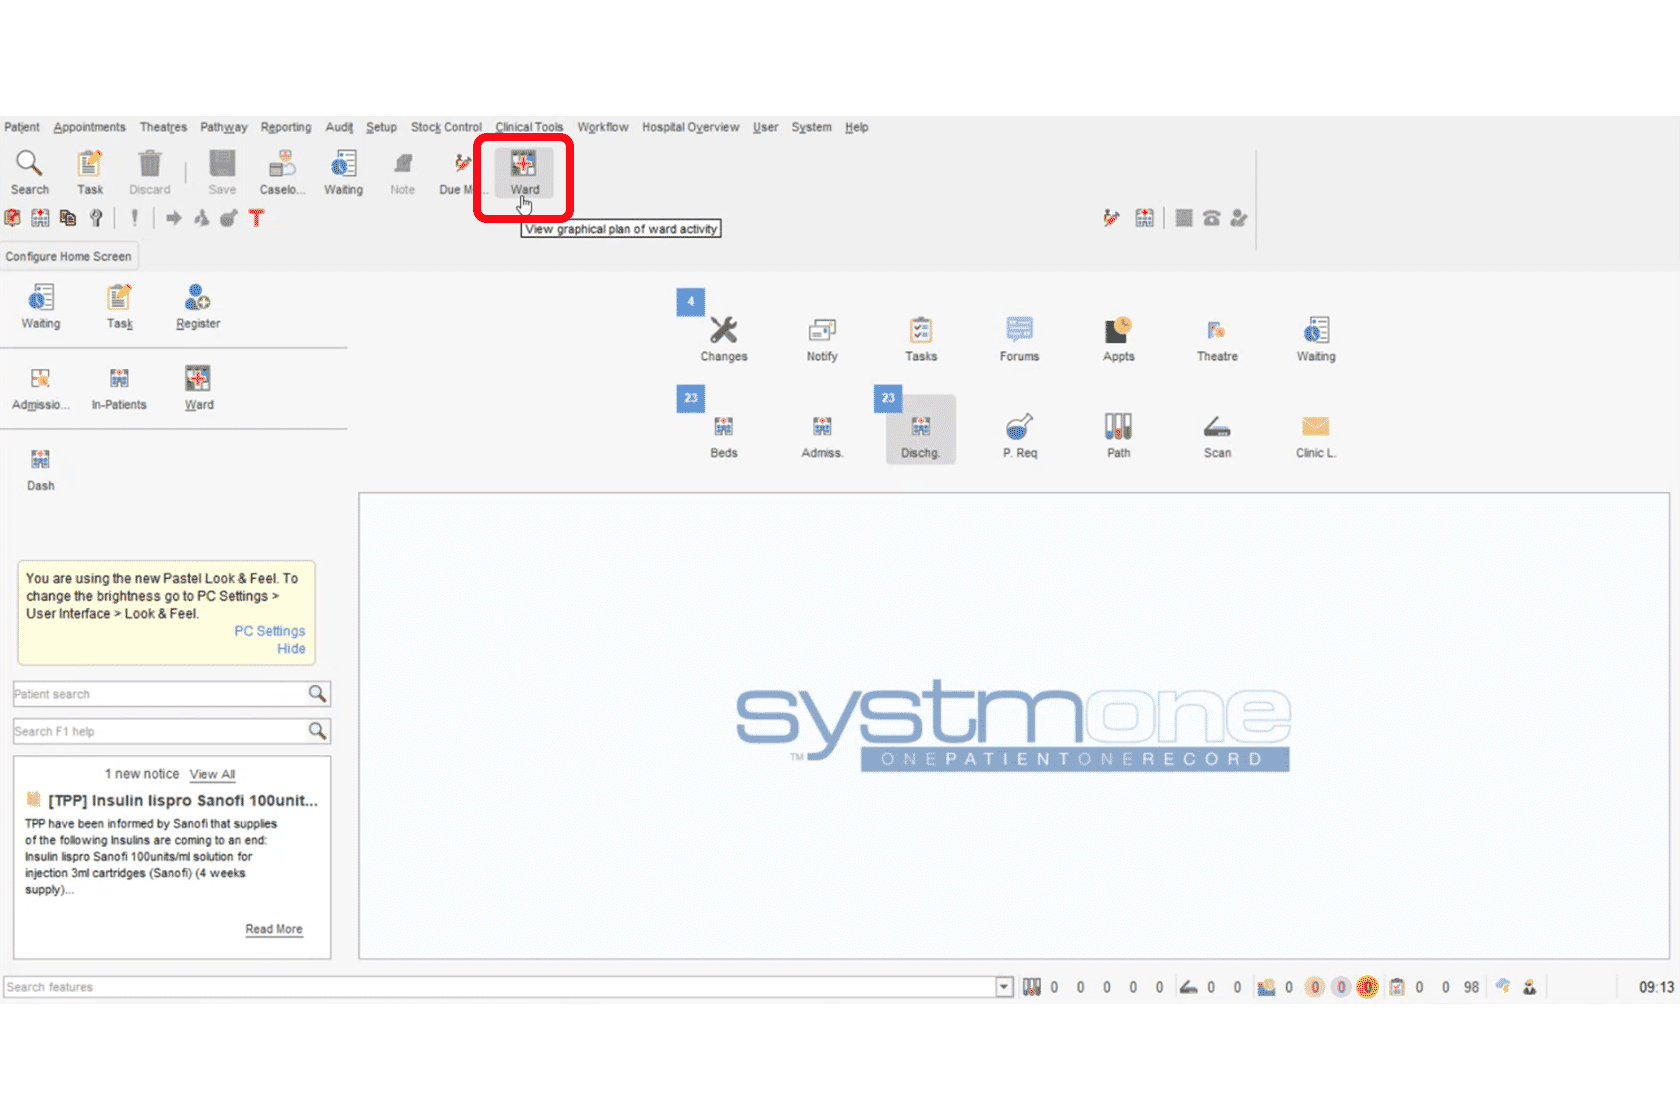 Patient Appointments Theatres Pathway Reporting Audit Setup Stock Control Clinical Tools Workflow Hospital Overview User System Help
Search Task Discard Save Caselo... Waiting Note Due M... Ward
T
View graphical plan of ward activity
Configure Home Screen
Waiting Task Register
Admissio... In-Patients Ward
Dash
4
Changes Notify Tasks Forums Appts Theatre Waiting
23 23
Beds Admiss. Dischg. P. Req Path Scan Clinic L.
You are using the new Pastel Look & Feel. To
change the brightness go to PC Settings >
User Interface > Look & Feel.
PC Settings
Hide
Patient search
Search F1 help
1 new notice View All
[TPP] Insulin lispro Sanofi 100unit...
TPP have been informed by Sanofi that supplies
of the following Insulins are coming to an end:
Insulin lispro Sanofi 100units/ml solution for
injection 3ml cartridges (Sanofi) (4 weeks
supply)...
Read More
systmone
TM ONEPATIENTONERECORD
Search features 0 0 0 0 0 0 0 0 0 0 0 0 0 98 09:13